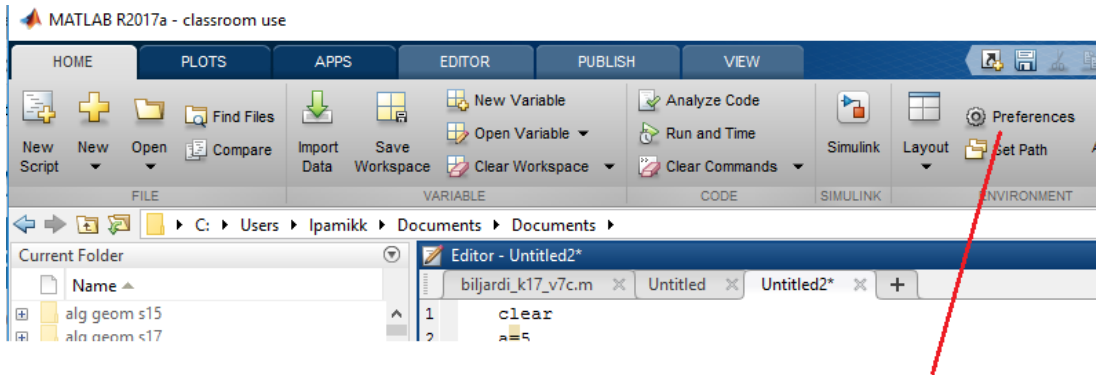 MATLAB R2017a - classroom use
HOME PLOTS APPS EDITOR PUBLISH VIEW
New Script
New
Open
Find Files
Compare
FILE
Import Data
Save Workspace
New Variable
Open Variable
Clear Workspace
VARIABLE
Analyze Code
Run and Time
Clear Commands
CODE
Simulink
SIMULINK
Layout
Preferences
Set Path
ENVIRONMENT
C: Users lpamikk Documents Documents
Current Folder
Name
alg geom s15
alg geom s17
Editor - Untitled2*
biljardi_k17_v7c.m Untitled Untitled2* +
1 clear
2 a=5